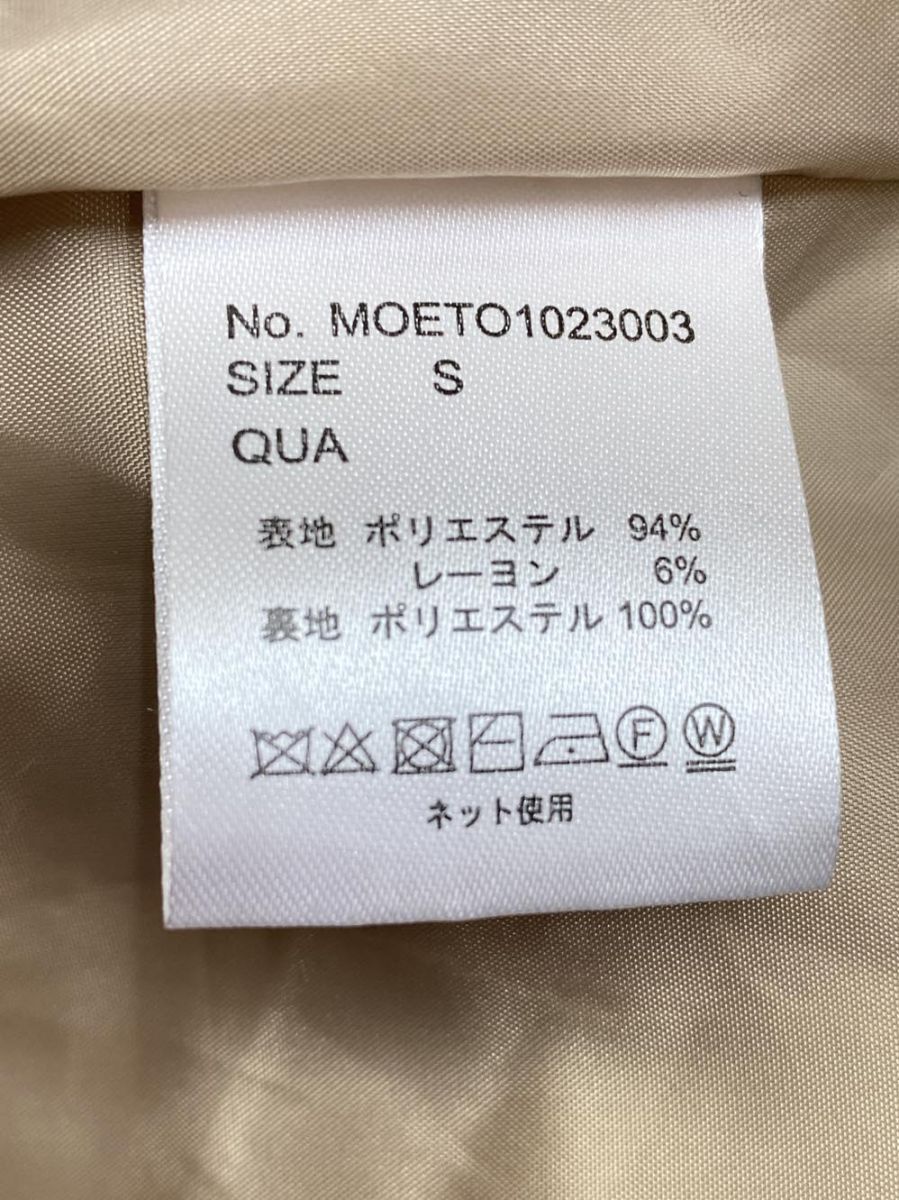 No. MOETO1023003
SIZE S
QUA
表地 ポリエステル 94%
レーヨン 6%
裏地 ポリエステル 100%
F W
ネット使用